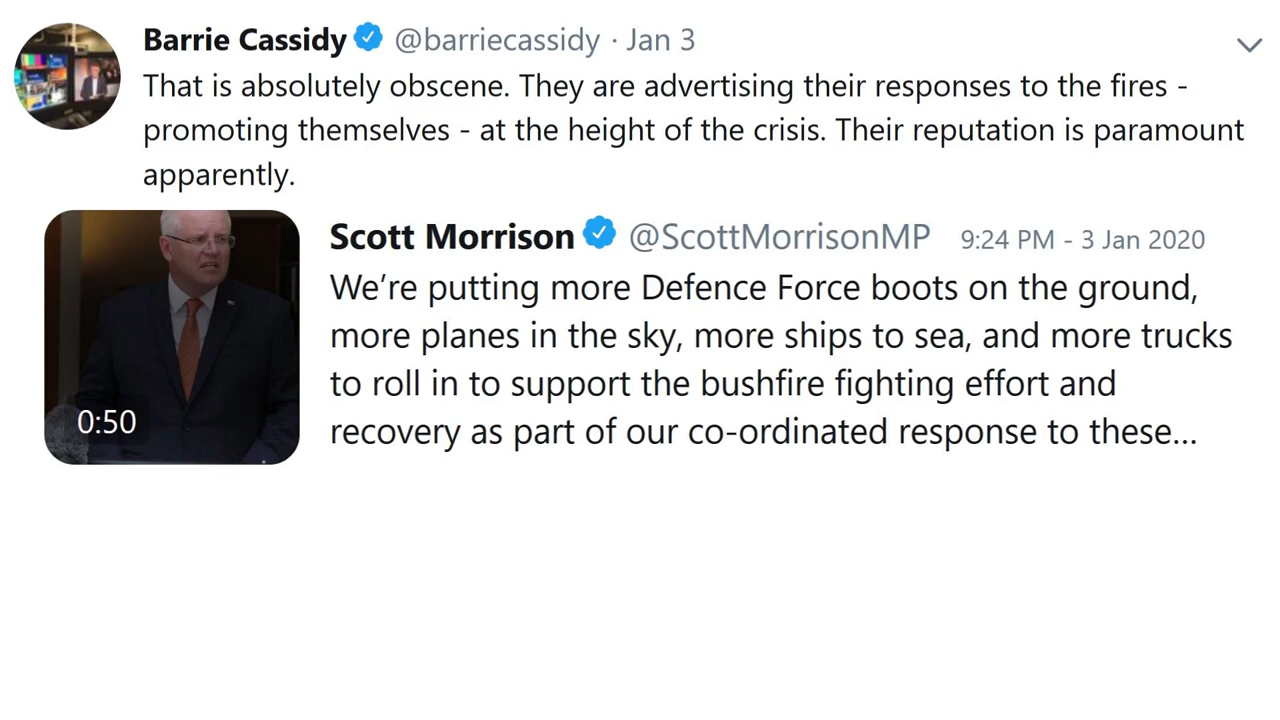 Barrie Cassidy @barriecassidy · Jan 3
That is absolutely obscene. They are advertising their responses to the fires -
promoting themselves - at the height of the crisis. Their reputation is paramount
apparently.
Scott Morrison @ScottMorrisonMP 9:24 PM - 3 Jan 2020
We’re putting more Defence Force boots on the ground,
more planes in the sky, more ships to sea, and more trucks
to roll in to support the bushfire fighting effort and
recovery as part of our co-ordinated response to these...
0:50